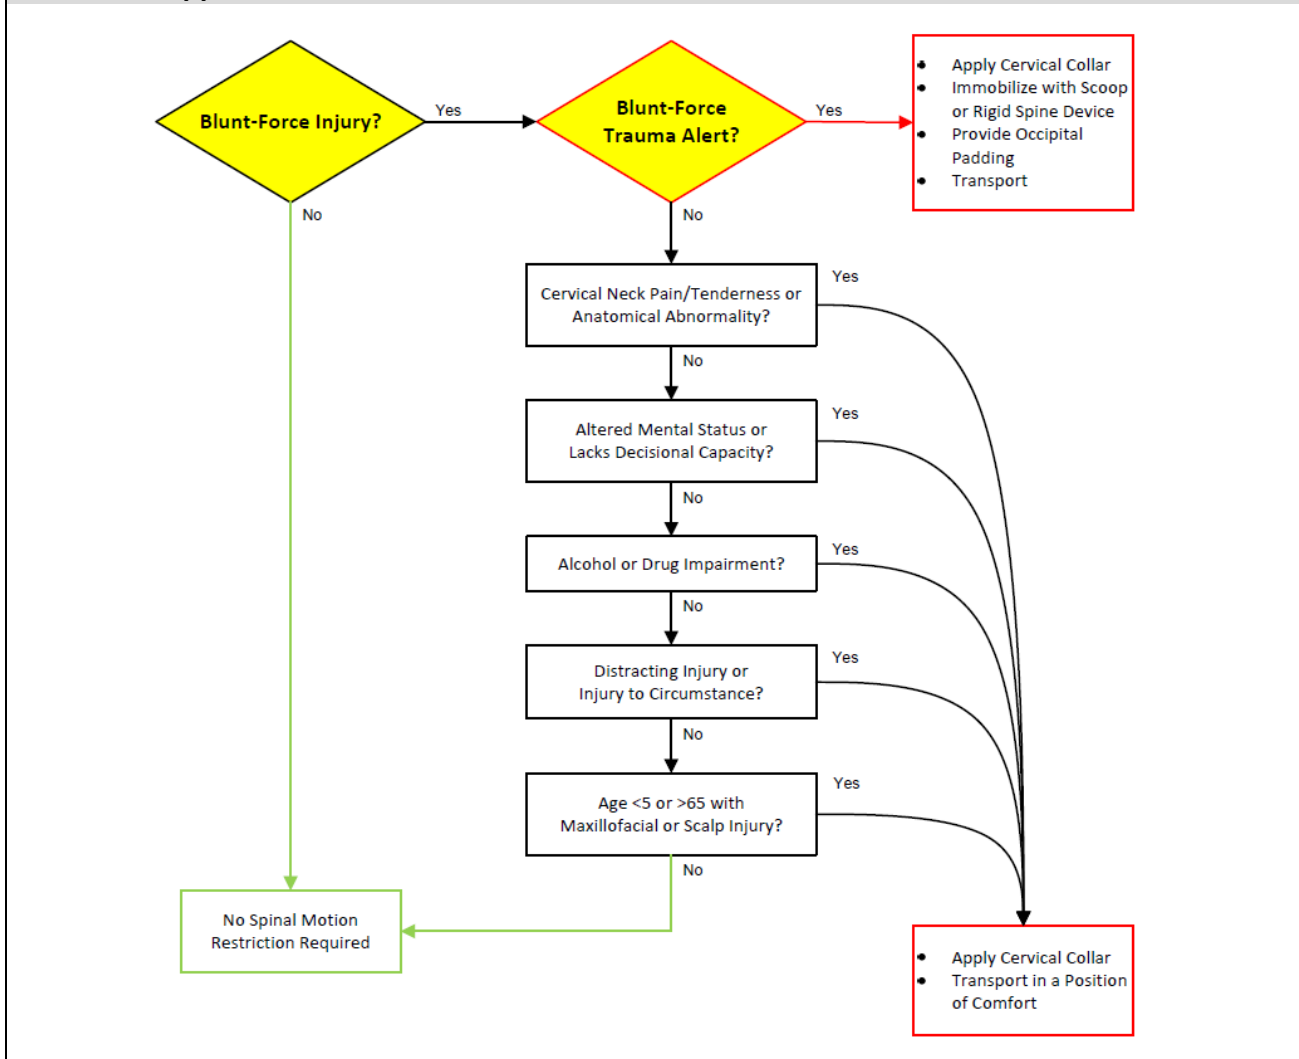 Blunt-Force Injury?
Yes
No
Blunt-Force
Trauma Alert?
Yes
No
• Apply Cervical Collar
• Immobilize with Scoop
or Rigid Spine Device
• Provide Occipital
Padding
• Transport
Cervical Neck Pain/Tenderness or
Anatomical Abnormality?
Yes
No
Altered Mental Status or
Lacks Decisional Capacity?
Yes
No
Alcohol or Drug Impairment?
Yes
No
Distracting Injury or
Injury to Circumstance?
Yes
No
Age <5 or >65 with
Maxillofacial or Scalp Injury?
Yes
No
No Spinal Motion
Restriction Required
• Apply Cervical Collar
• Transport in a Position
of Comfort